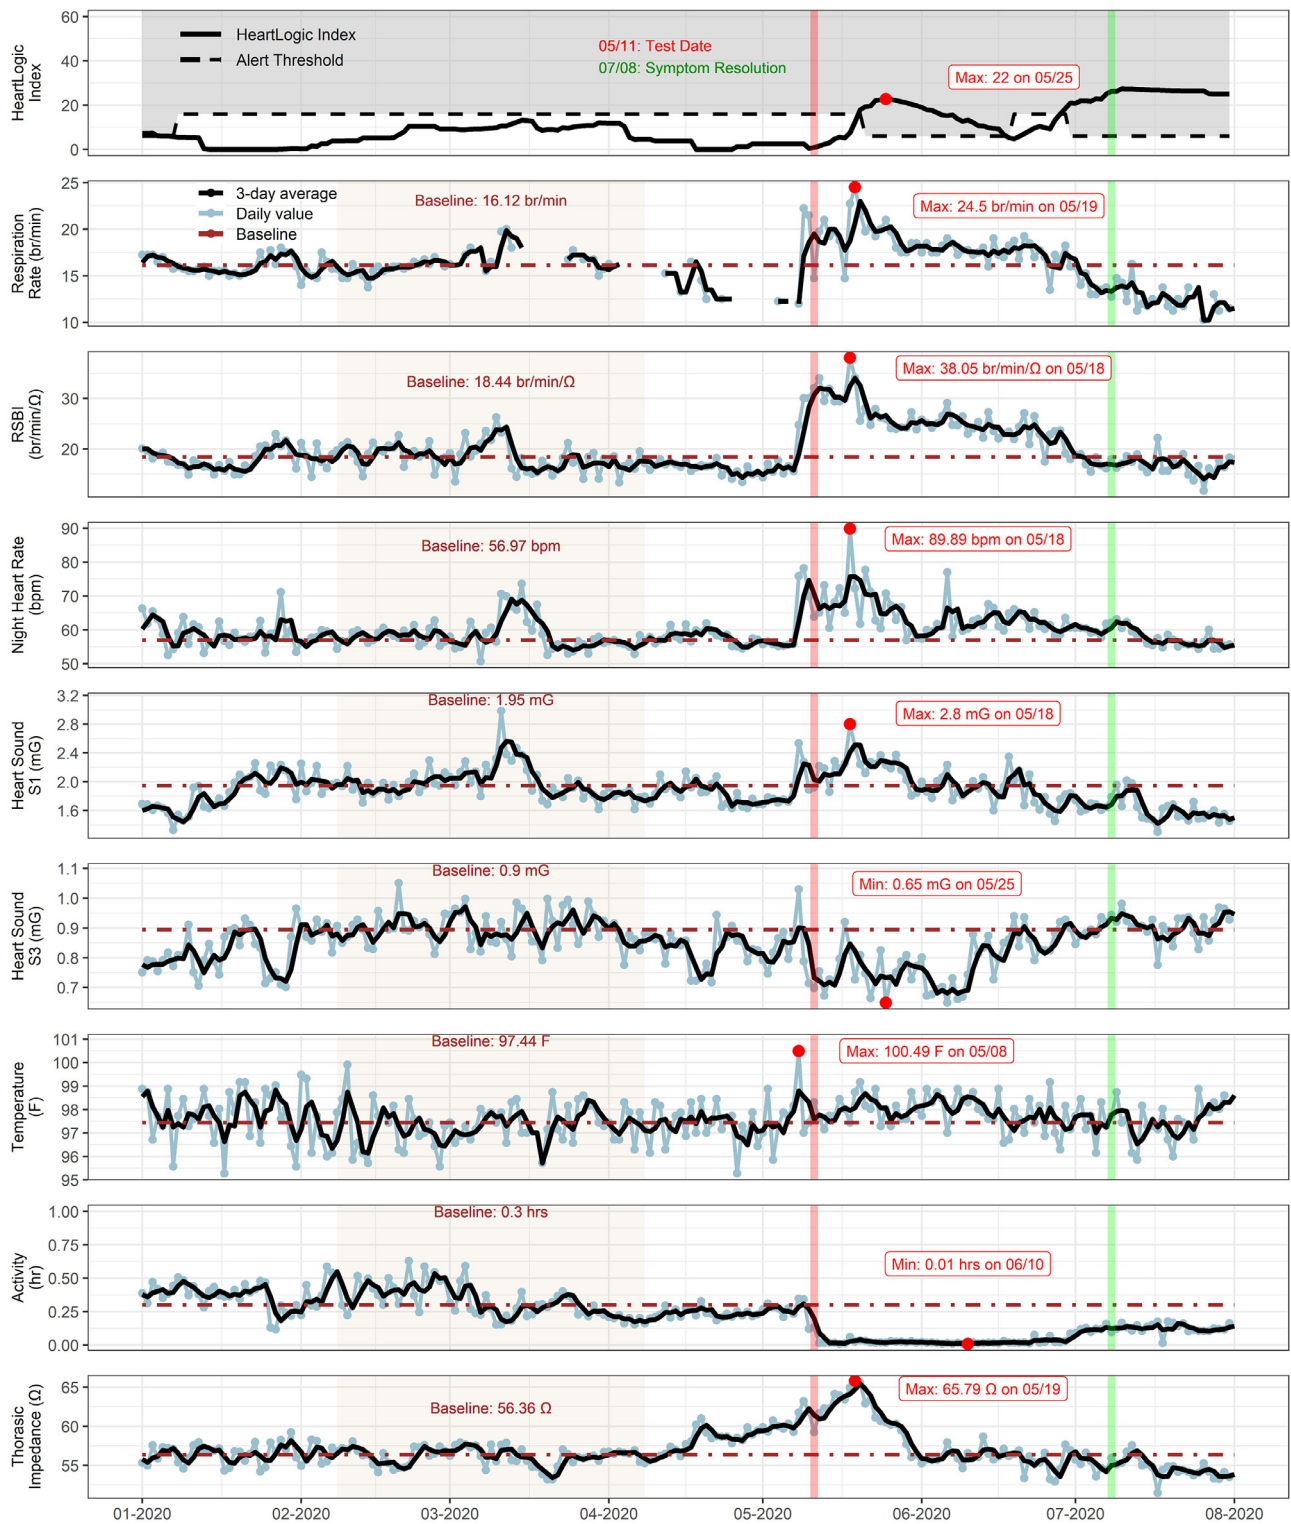 HeartLogic
Index
60
40
20
0
HeartLogic Index
Alert Threshold
05/11: Test Date
07/08: Symptom Resolution
Max: 22 on 05/25
Respiration
Rate (br/min)
25
20
15
10
3-day average
Daily value
Baseline
Baseline: 16.12 br/min
Max: 24.5 br/min on 05/19
RSBI
(br/min/Ω)
30
20
Baseline: 18.44 br/min/Ω
Max: 38.05 br/min/Ω on 05/18
Night Heart Rate
(bpm)
90
80
70
60
50
Baseline: 56.97 bpm
Max: 89.89 bpm on 05/18
Heart Sound
S1 (mG)
3.2
2.8
2.4
2.0
1.6
Baseline: 1.95 mG
Max: 2.8 mG on 05/18
Heart Sound
S3 (mG)
1.1
1.0
0.9
0.8
0.7
Baseline: 0.9 mG
Min: 0.65 mG on 05/25
Temperature
(F)
101
100
99
98
97
96
95
Baseline: 97.44 F
Max: 100.49 F on 05/08
Activity
(hr)
1.00
0.75
0.50
0.25
0.00
Baseline: 0.3 hrs
Min: 0.01 hrs on 06/10
Thorasic
Impedance (Ω)
65
60
55
Baseline: 56.36 Ω
Max: 65.79 Ω on 05/19
01-2020 02-2020 03-2020 04-2020 05-2020 06-2020 07-2020 08-2020